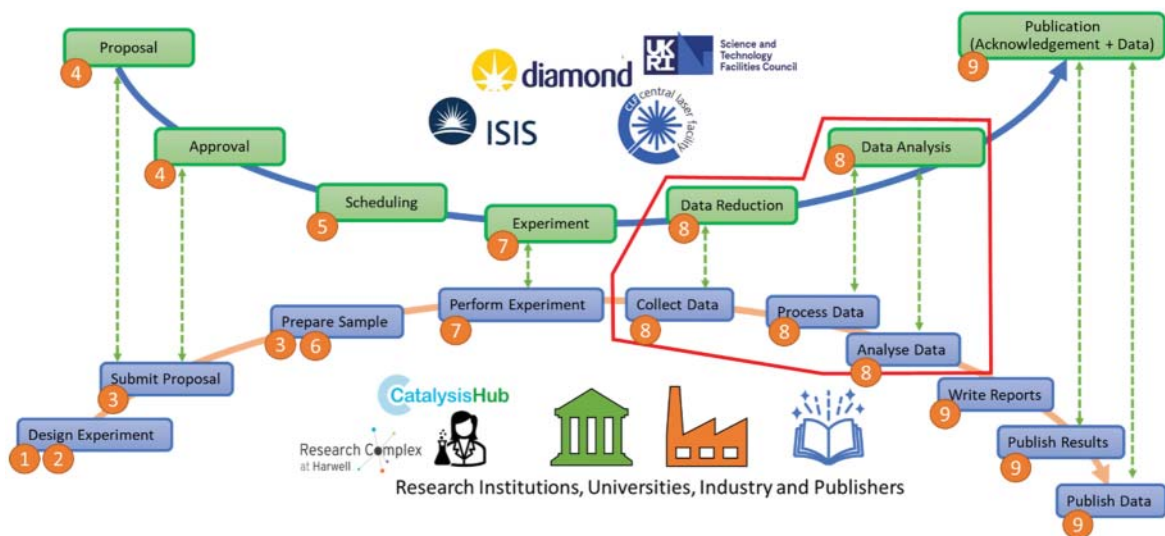 Proposal
4
Approval
4
Scheduling
5
Experiment
7
Data Reduction
8
Data Analysis
8
Publication
(Acknowledgement + Data)
9
diamond
UK
RI
Science and
Technology
Facilities Council
ISIS
CLF central laser facility
Design Experiment
1 2
Submit Proposal
3
Prepare Sample
3 6
Perform Experiment
7
Collect Data
8
Process Data
8
Analyse Data
8
Write Reports
9
Publish Results
9
Publish Data
9
CatalysisHub
Research Complex
at Harwell
Research Institutions, Universities, Industry and Publishers